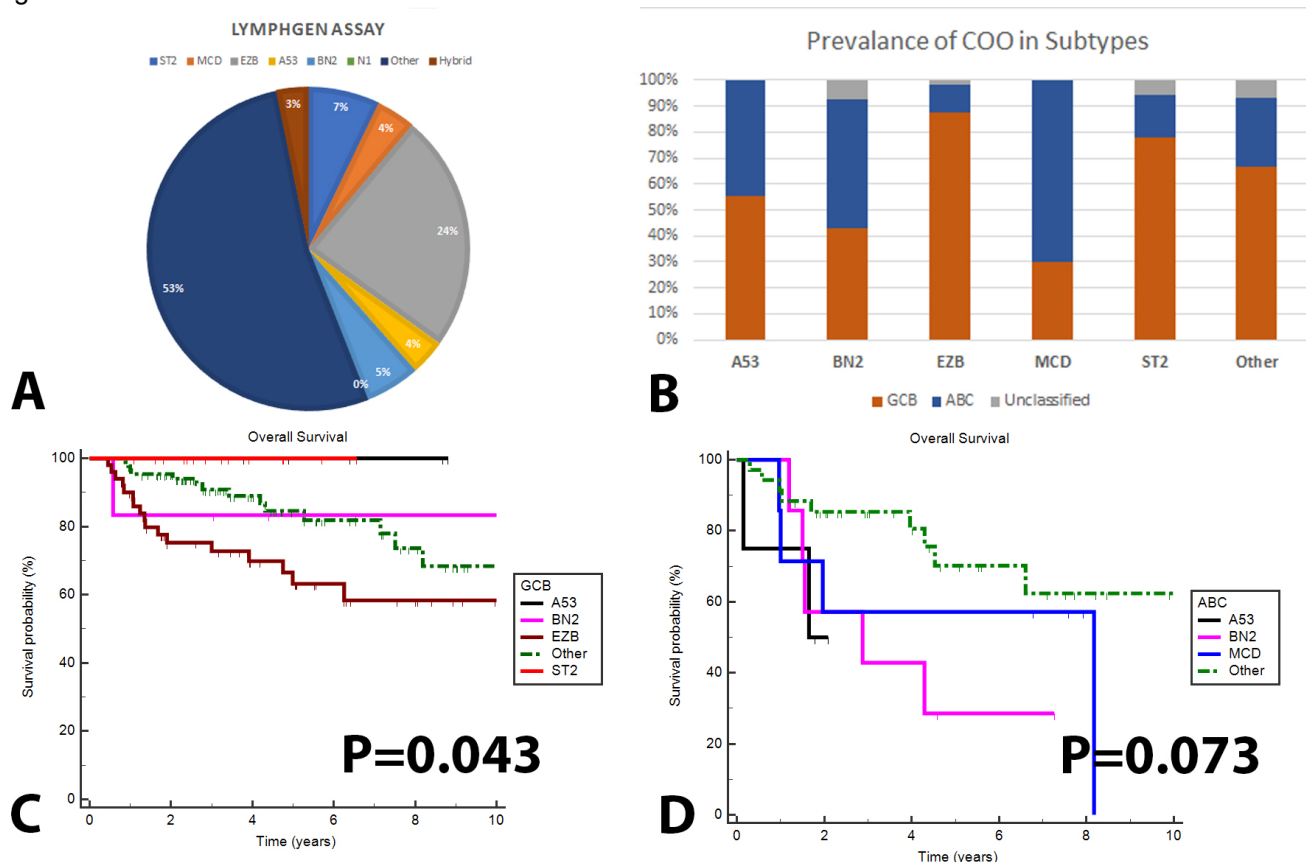 LYMPHGEN ASSAY
ST2 MCD EZB A53 BN2 N1 Other Hybrid
3%
7%
4%
24%
53%
4%
5%
0%
A
Prevalance of COO in Subtypes
100%
90%
80%
70%
60%
50%
40%
30%
20%
10%
0%
A53 BN2 EZB MCD ST2 Other
GCB ABC Unclassified
B
Overall Survival
Survival probability (%)
100
80
60
40
20
0
0 2 4 6 8 10
Time (years)
GCB
A53
BN2
EZB
Other
ST2
P=0.043
C
Overall Survival
Survival probability (%)
100
80
60
40
20
0
0 2 4 6 8 10
Time (years)
ABC
A53
BN2
MCD
Other
P=0.073
D